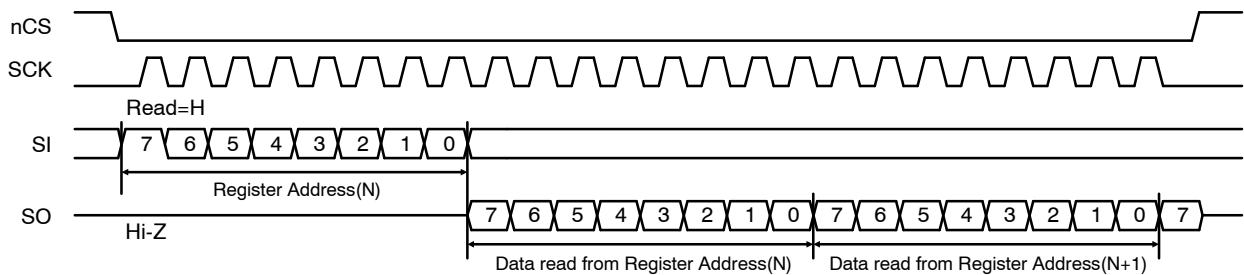 nCS
SCK
Read=H
SI 7 6 5 4 3 2 1 0
Register Address(N)
SO 7 6 5 4 3 2 1 0 7 6 5 4 3 2 1 0 7
Hi-Z
Data read from Register Address(N) Data read from Register Address(N+1)